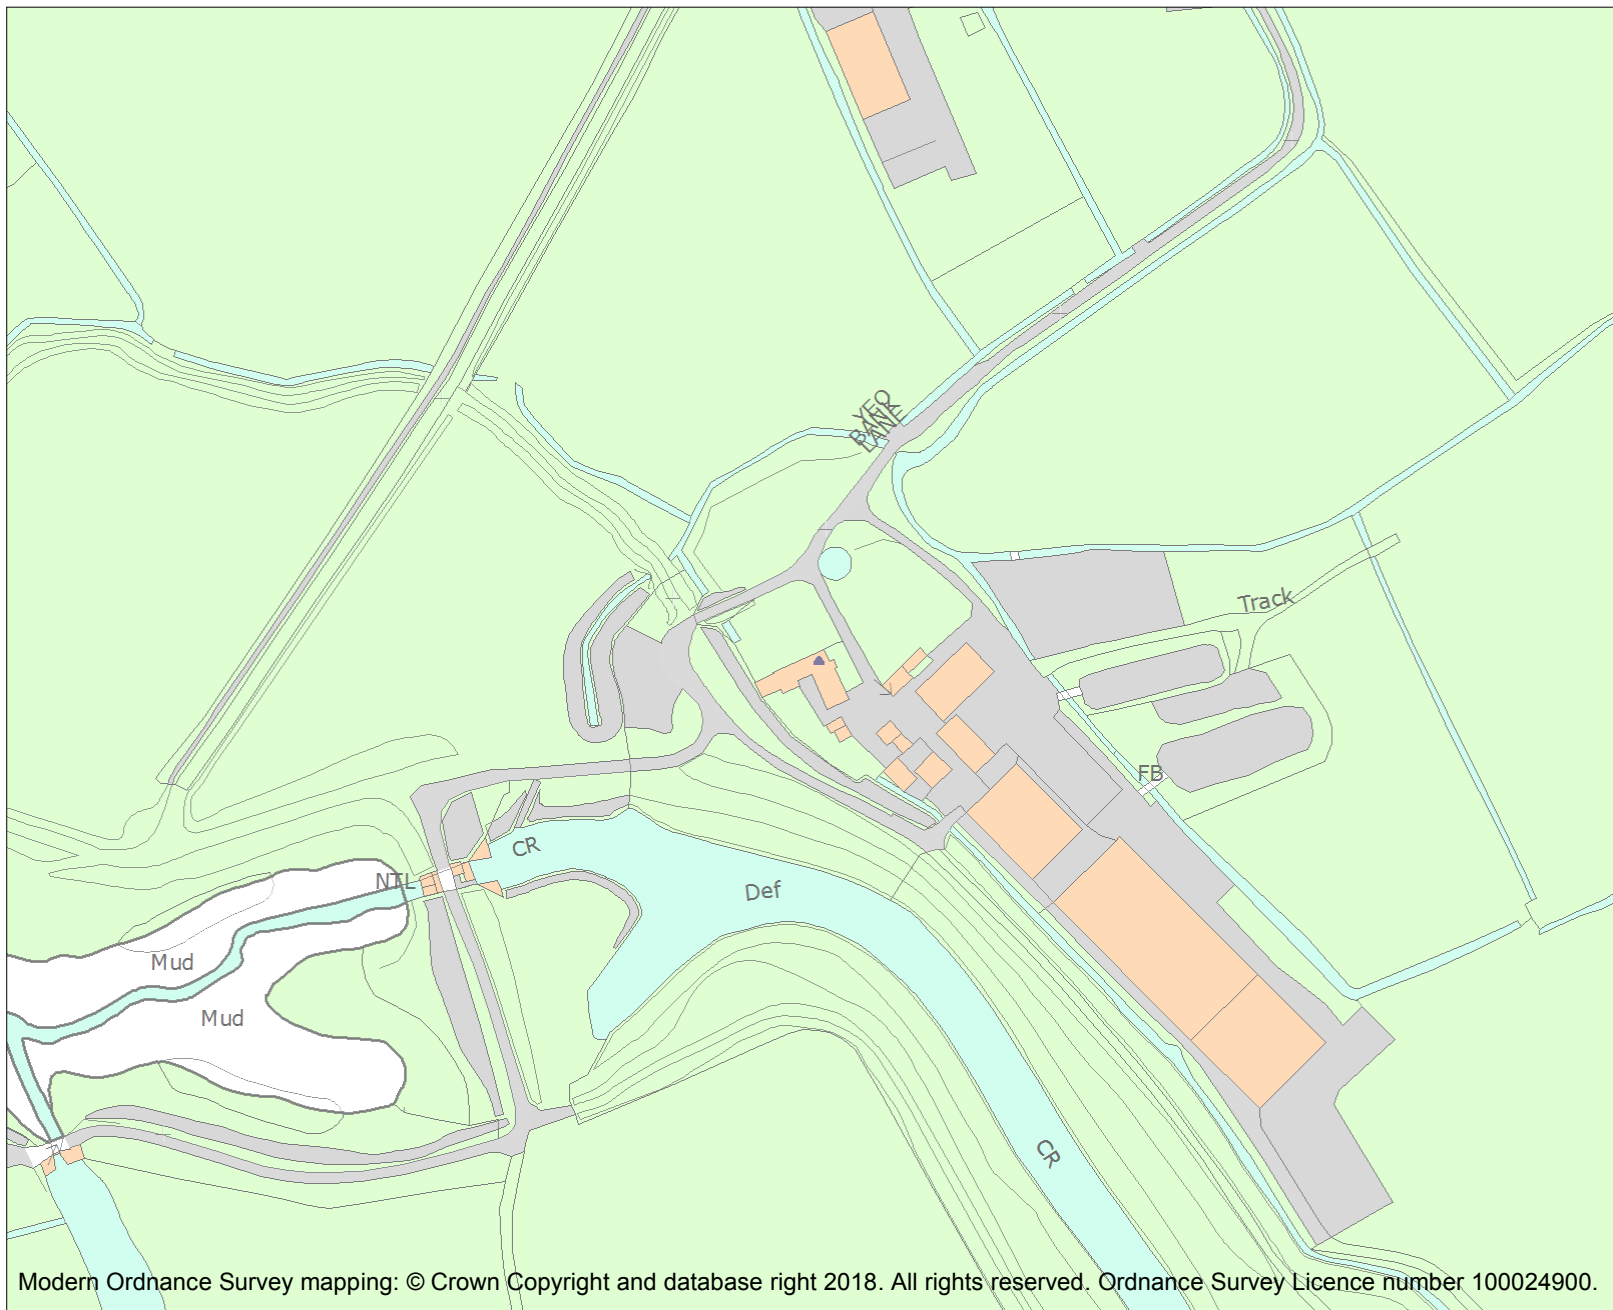 YEO
BANK
LANE
Track
FB
CR
NTL
Def
Mud
Mud
CR
Modern Ordnance Survey mapping: © Crown Copyright and database right 2018. All rights reserved. Ordnance Survey Licence number 100024900.